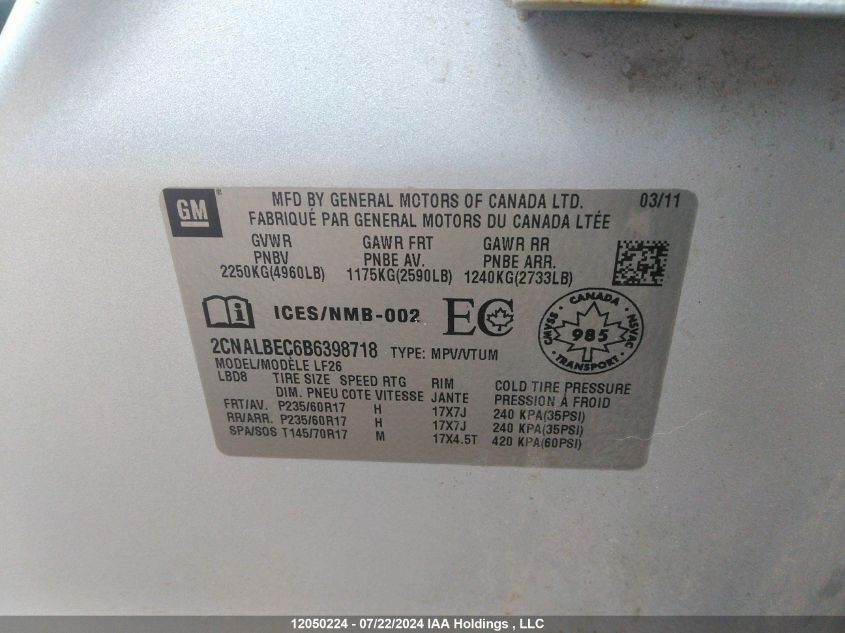 GM
MFD BY GENERAL MOTORS OF CANADA LTD. 03/11
FABRIQUÉ PAR GENERAL MOTORS DU CANADA LTÉE
GVWR GAWR FRT GAWR RR
PNBV PNBE AV. PNBE ARR.
2250KG(4960LB) 1175KG(2590LB) 1240KG(2733LB)
ICES/NMB-002 EC
CANADA
CMVSS 985 NSVAC
TRANSPORT
2CNALBEC6B6398718 TYPE: MPV/VTUM
MODEL/MODÈLE LF26
LBD8 TIRE SIZE SPEED RTG RIM COLD TIRE PRESSURE
DIM. PNEU COTE VITESSE JANTE PRESSION À FROID
FRT/AV. P235/60R17 H 17X7J 240 KPA(35PSI)
RR/ARR. P235/60R17 H 17X7J 240 KPA(35PSI)
SPA/SOS T145/70R17 M 17X4.5T 420 KPA(60PSI)
12050224 - 07/22/2024 IAA Holdings , LLC